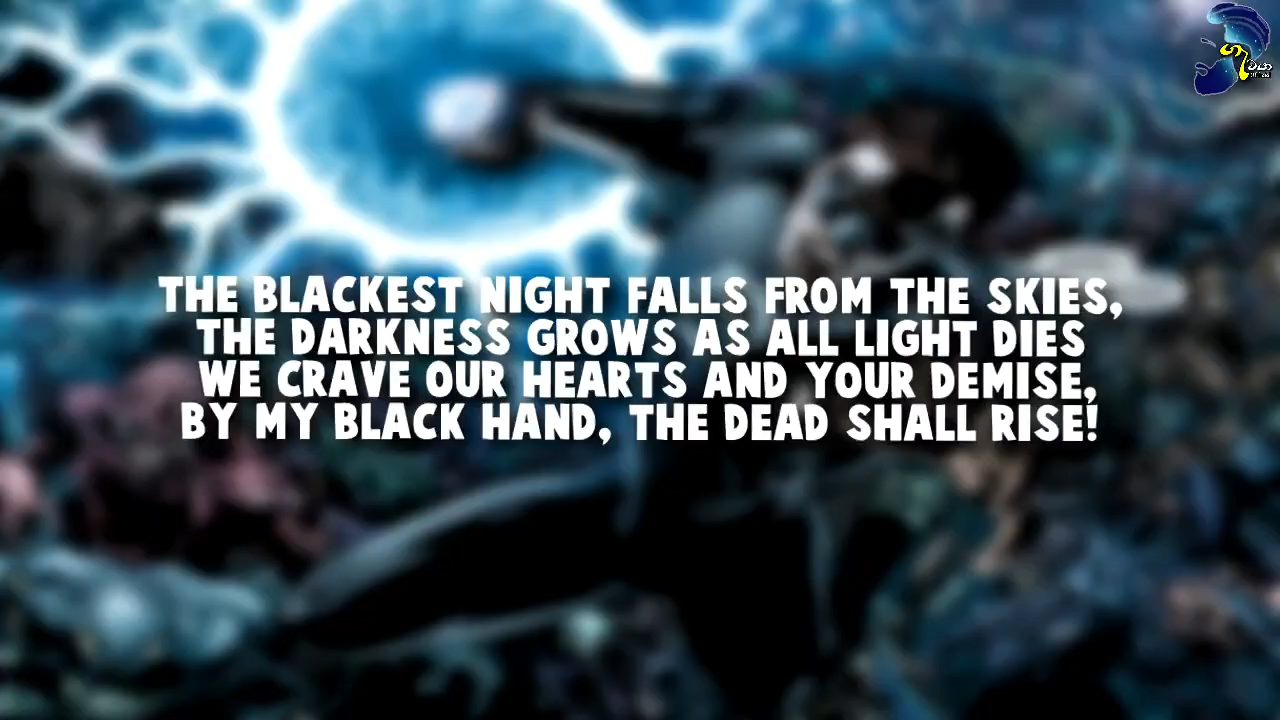 THE BLACKEST NIGHT FALLS FROM THE SKIES,
THE DARKNESS GROWS AS ALL LIGHT DIES
WE CRAVE OUR HEARTS AND YOUR DEMISE,
BY MY BLACK HAND, THE DEAD SHALL RISE!